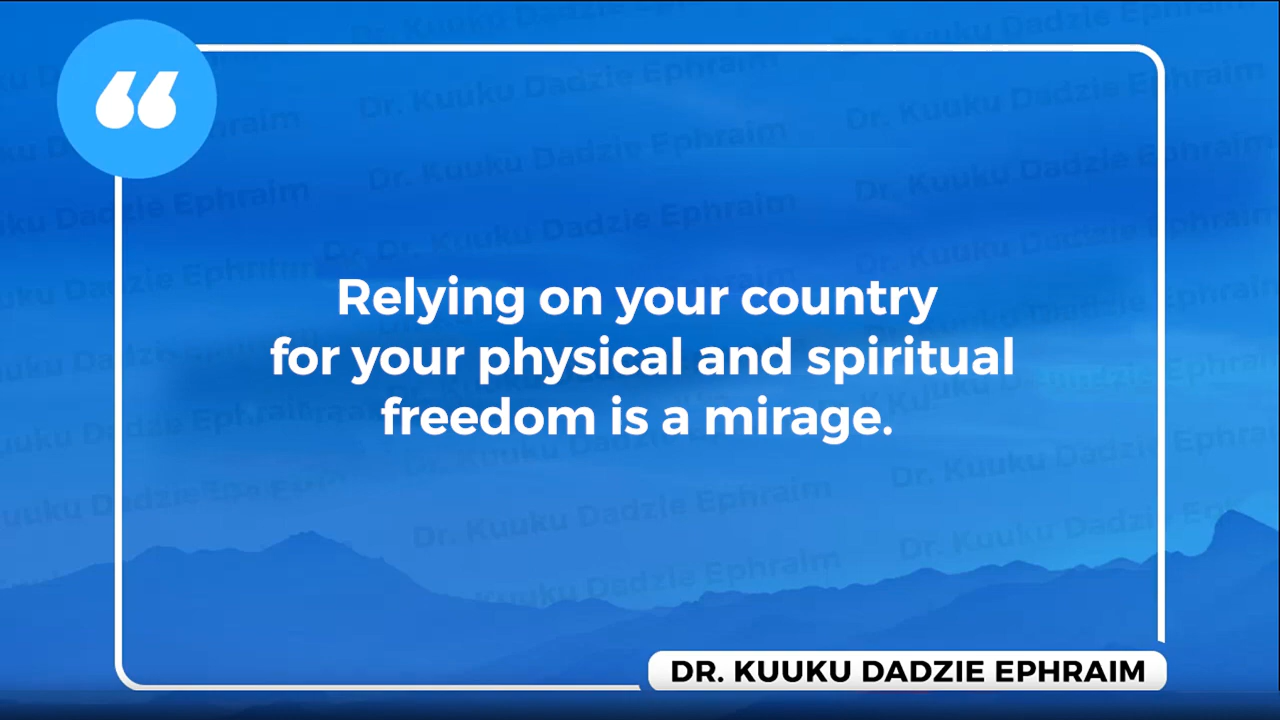 Relying on your country
for your physical and spiritual
freedom is a mirage.
DR. KUUKU DADZIE EPHRAIM